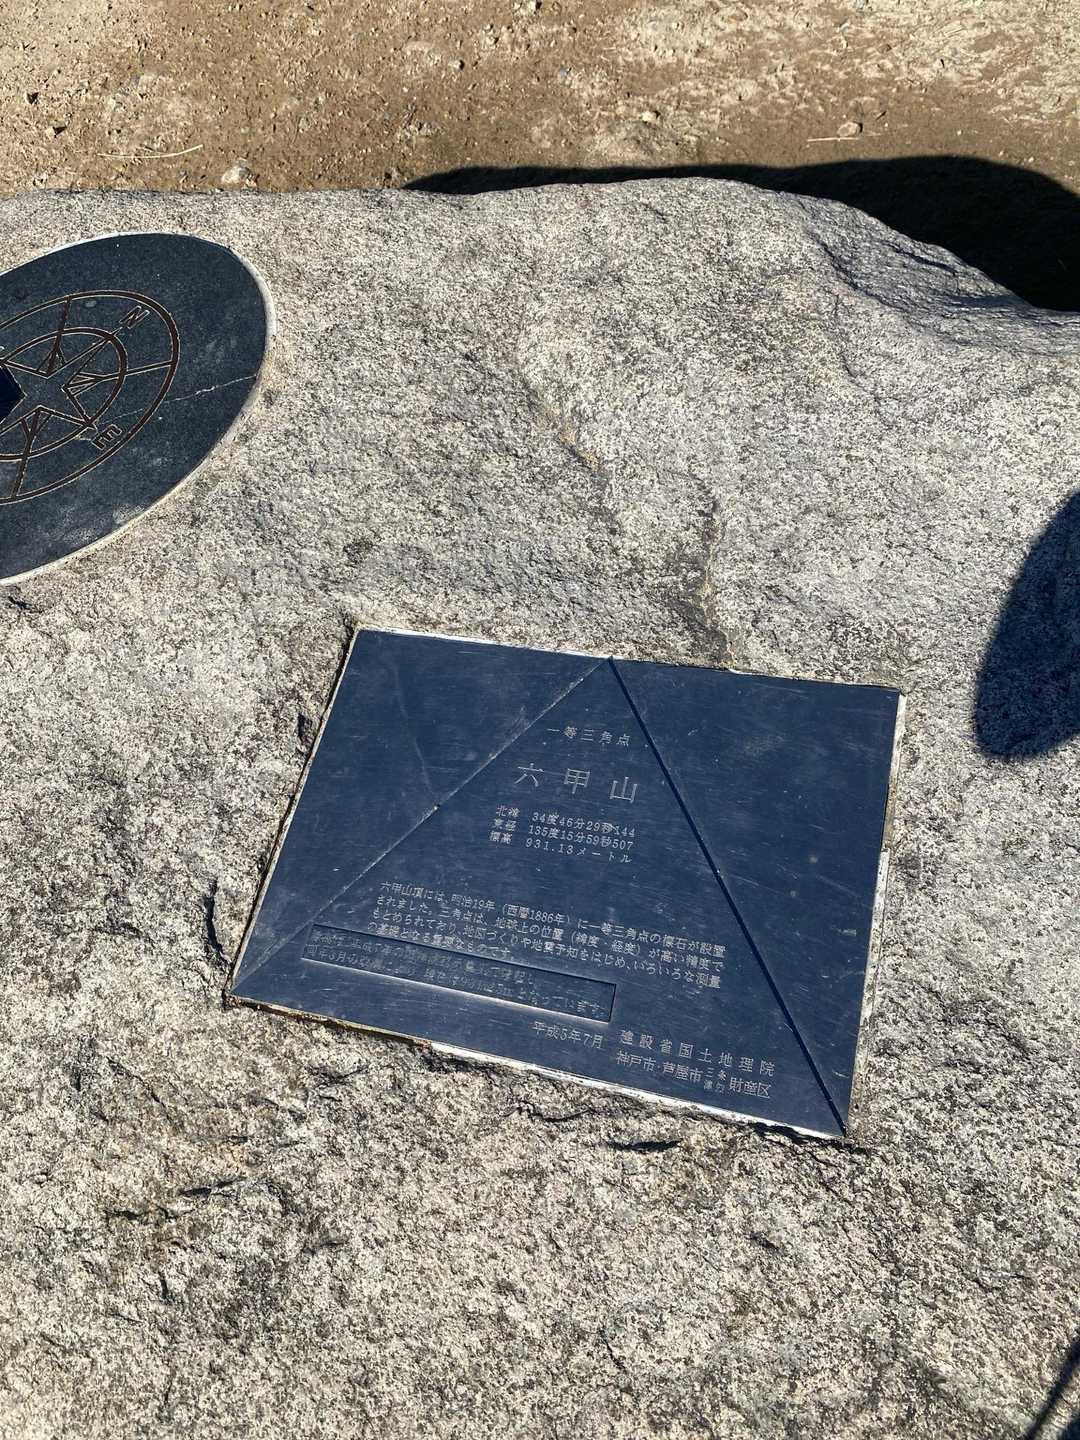 N
E
一等三角点
六甲山
北緯 34度46分29秒144
東経 135度15分59秒507
標高 931.13メートル
六甲山頂には、明治19年（西暦1886年）に一等三角点の標石が設置
されました。三角点は、地球上の位置（緯度・経度）が高い精度で
もとめられており、地図づくりや地震予知をはじめ、いろいろな測量
の基礎となる重要なものです。
平成5年7月 建設省国土地理院
神戸市・芦屋市三条津知財産区